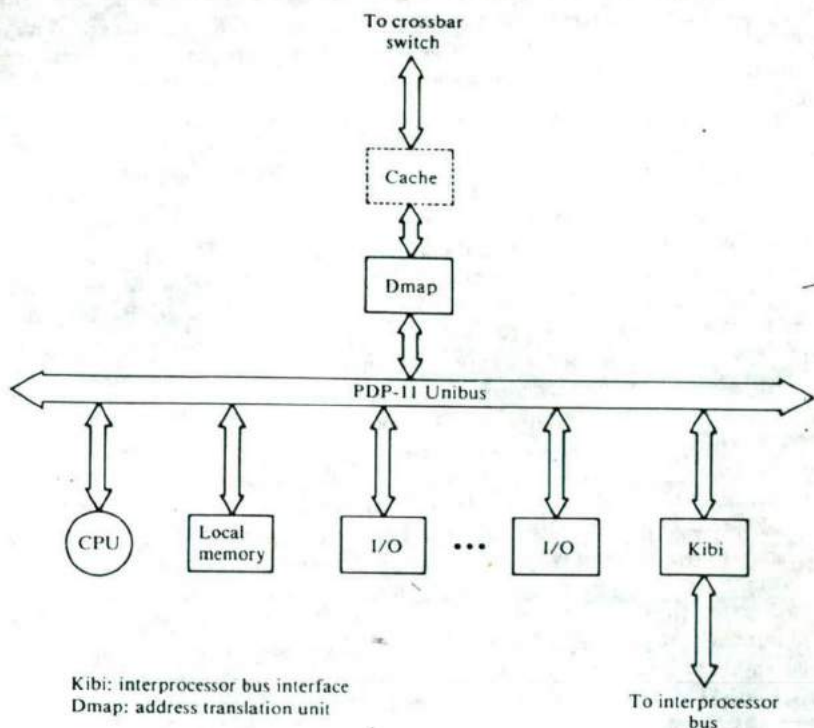 To crossbar
switch
Cache
Dmap
PDP-11 Unibus
CPU
Local
memory
I/O
•••
I/O
Kibi
Kibi: interprocessor bus interface
Dmap: address translation unit
To interprocessor
bus